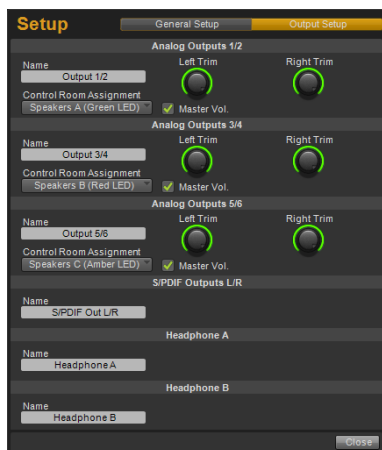 Setup General Setup Output Setup
Analog Outputs 1/2
Name Left Trim Right Trim
Output 1/2
Control Room Assignment
Speakers A (Green LED) Master Vol.
Analog Outputs 3/4
Name Left Trim Right Trim
Output 3/4
Control Room Assignment
Speakers B (Red LED) Master Vol.
Analog Outputs 5/6
Name Left Trim Right Trim
Output 5/6
Control Room Assignment
Speakers C (Amber LED) Master Vol.
S/PDIF Outputs L/R
Name
S/PDIF Out L/R
Headphone A
Name
Headphone A
Headphone B
Name
Headphone B
Close